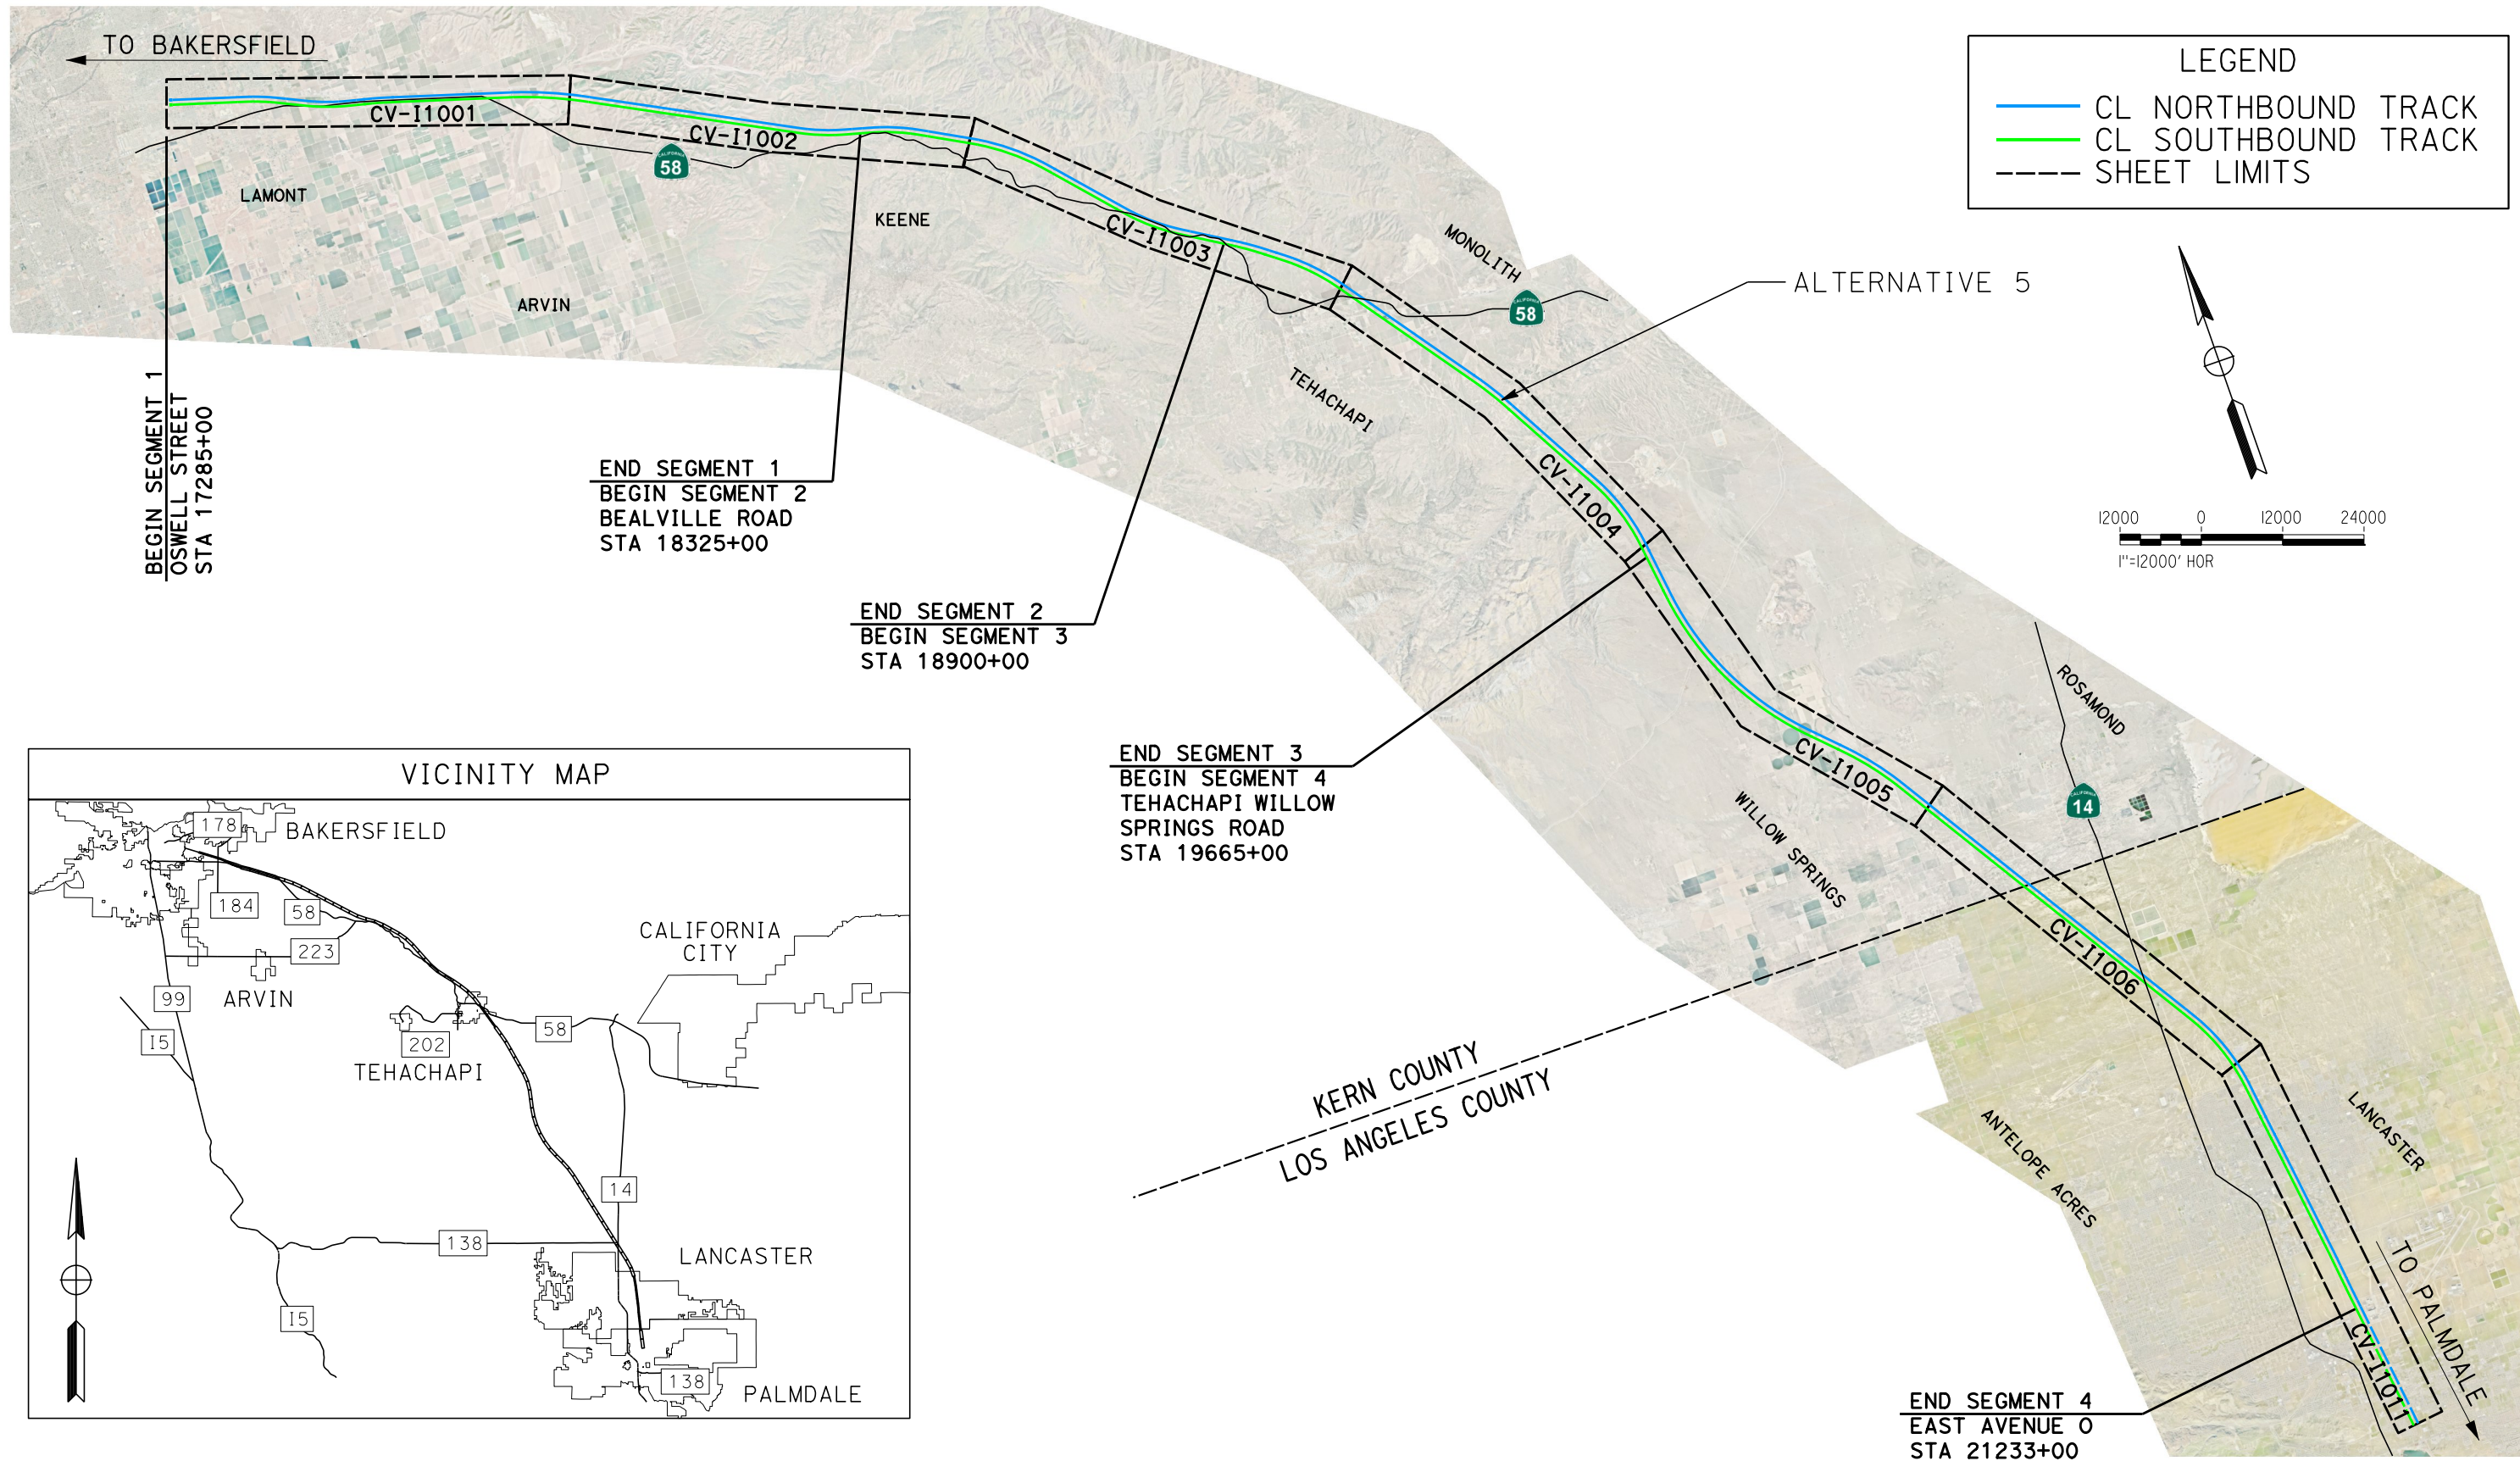 TO BAKERSFIELD
CV-I1001
CV-I1002
CALIFORNIA
58
LAMONT
KEENE
ARVIN
CV-I1003
MONOLITH
CALIFORNIA
58
TEHACHAPI
ALTERNATIVE 5
LEGEND
CL NORTHBOUND TRACK
CL SOUTHBOUND TRACK
SHEET LIMITS
12000 0 12000 24000
1"=12000' HOR
BEGIN SEGMENT 1
OSWELL STREET
STA 17285+00
END SEGMENT 1
BEGIN SEGMENT 2
BEALVILLE ROAD
STA 18325+00
END SEGMENT 2
BEGIN SEGMENT 3
STA 18900+00
END SEGMENT 3
BEGIN SEGMENT 4
TEHACHAPI WILLOW
SPRINGS ROAD
STA 19665+00
CV-I1004
CV-I1005
WILLOW SPRINGS
ROSAMOND
CALIFORNIA
14
CV-I1006
KERN COUNTY
LOS ANGELES COUNTY
ANTELOPE ACRES
LANCASTER
TO PALMDALE
CV-I1011
END SEGMENT 4
EAST AVENUE O
STA 21233+00
VICINITY MAP
178
BAKERSFIELD
184
58
223
CALIFORNIA
CITY
99
ARVIN
I5
202
58
TEHACHAPI
14
138
LANCASTER
I5
138
PALMDALE